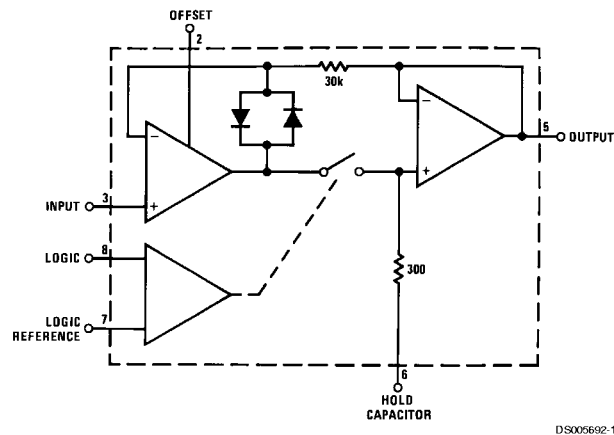 OFFSET
2
30k
−
−
5
OUTPUT
+
INPUT
3
+
LOGIC
8
300
LOGIC
REFERENCE
7
6
HOLD
CAPACITOR
DS005692-1